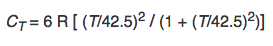 C_T = 6 R [ (T/42.5)² / (1 + (T/42.5)²)]